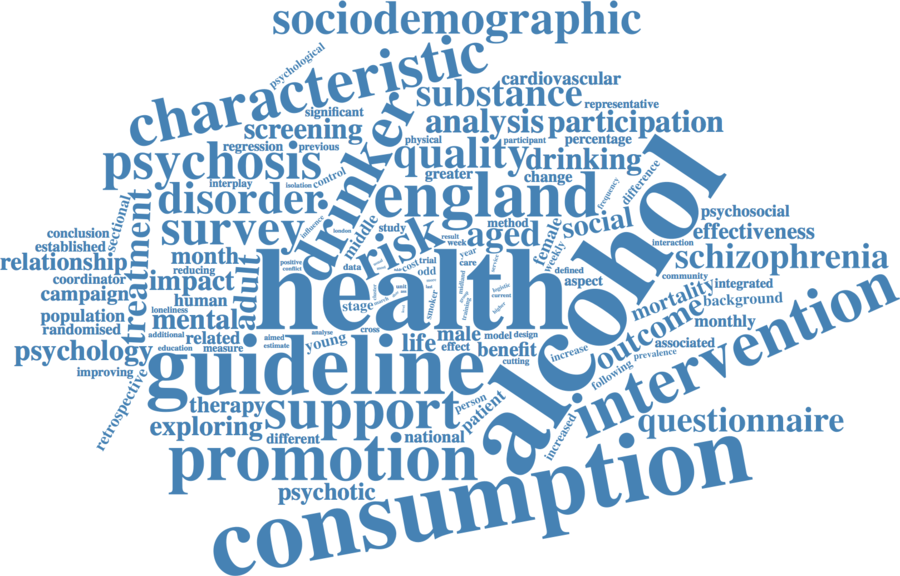 sociodemographic
psychological
characteristic
cardiovascular
substance
representative
significant
screening
drinker
analysis
participation
regression
previous
physical
participant
percentage
psychosis
quality
drinking
greater
change
interplay
isolation
control
disorder
england
frequency
difference
alcohol
sectional
treatment
survey
influence
london
middle
study
risk
method
result
week
aged
female
weekly
social
psychosocial
effectiveness
interaction
conclusion
established
relationship
month
reducing
positive
conflict
data
cost
trial
odd
year
care
service
defined
aspect
community
schizophrenia
coordinator
campaign
impact
adult
human
health
stage
smoker
midland
training
logistic
current
higher
mortality
integrated
background
population
randomised
loneliness
mental
additional
related
education
measure
aimed
estimate
analyse
young
cross
life
male
effect
model
design
benefit
cutting
increase
outcome
monthly
associated
prevalence
following
intervention
psychology
improving
guideline
retrospective
therapy
exploring
support
different
national
person
patient
increased
questionnaire
promotion
psychotic
consumption